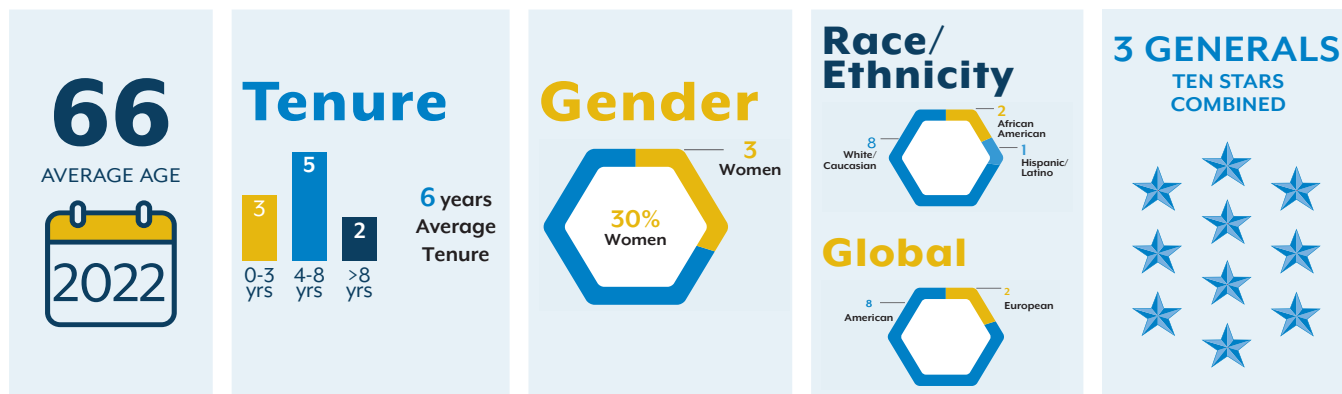 66
AVERAGE AGE
2022
Tenure
3
5
2
0-3
yrs
4-8
yrs
>8
yrs
6 years
Average
Tenure
Gender
3
Women
30%
Women
Race/
Ethnicity
8
White/
Caucasian
2
African
American
1
Hispanic/
Latino
Global
8
American
2
European
3 GENERALS
TEN STARS
COMBINED